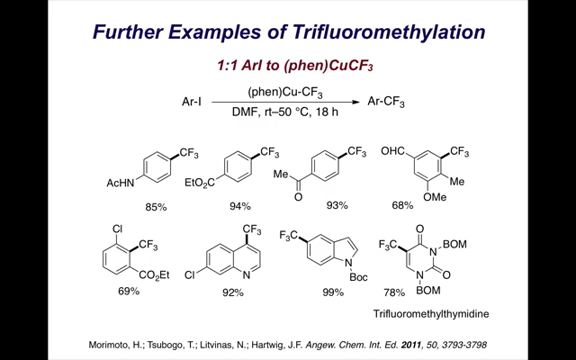 Further Examples of Trifluoromethylation
1:1 ArI to (phen)CuCF₃
Ar-I
(phen)Cu-CF₃
DMF, rt–50 °C, 18 h
Ar-CF₃
CF₃
AcHN
85%
CF₃
EtO₂C
94%
CF₃
Me
O
93%
OHC
CF₃
Me
OMe
68%
Cl
CF₃
CO₂Et
69%
CF₃
Cl
N
92%
F₃C
N
Boc
99%
O
F₃C
N
BOM
N
O
BOM
78%
Trifluoromethylthymidine
Morimoto, H.; Tsubogo, T.; Litvinas, N.; Hartwig, J.F. Angew. Chem. Int. Ed. 2011, 50, 3793-3798